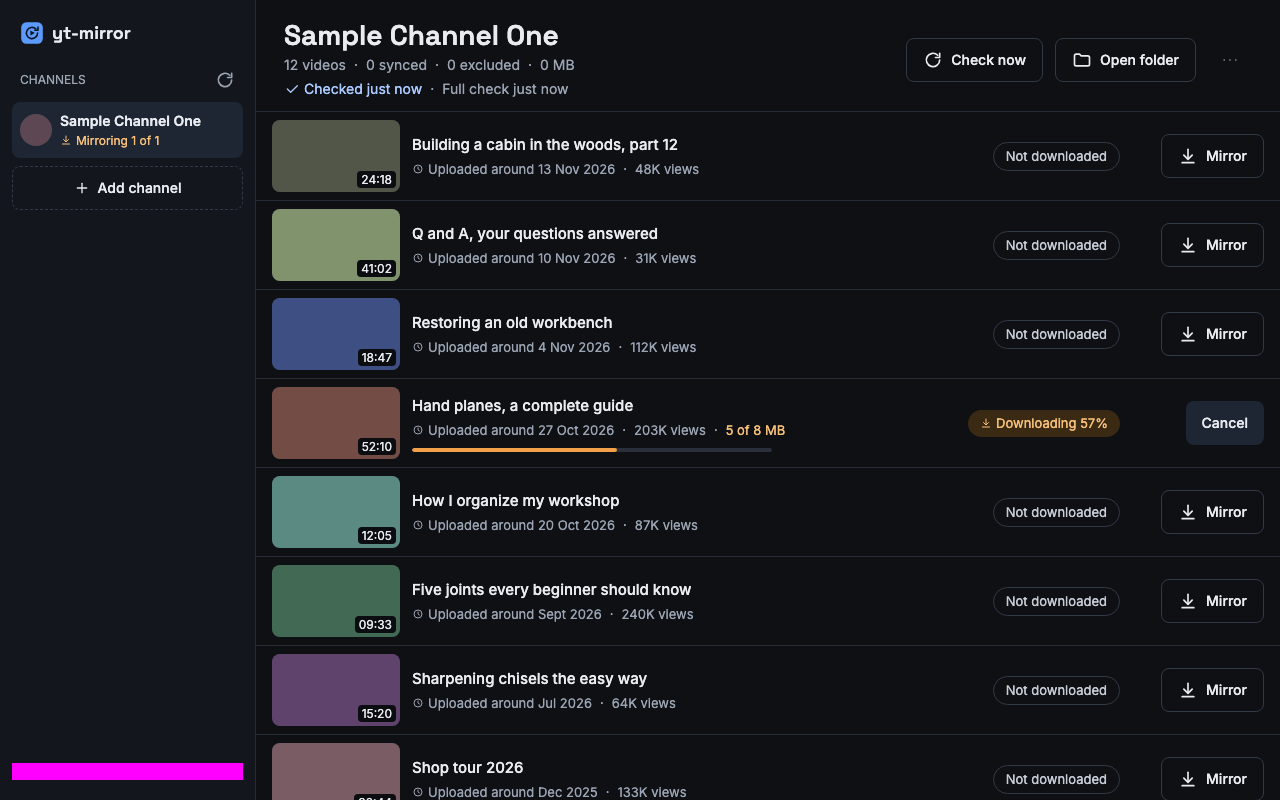 yt-mirror
CHANNELS
Sample Channel One
Mirroring 1 of 1
Add channel
Sample Channel One
12 videos · 0 synced · 0 excluded · 0 MB
Checked just now · Full check just now
Check now
Open folder
...
24:18
Building a cabin in the woods, part 12
Uploaded around 13 Nov 2026 · 48K views
Not downloaded
Mirror
41:02
Q and A, your questions answered
Uploaded around 10 Nov 2026 · 31K views
Not downloaded
Mirror
18:47
Restoring an old workbench
Uploaded around 4 Nov 2026 · 112K views
Not downloaded
Mirror
52:10
Hand planes, a complete guide
Uploaded around 27 Oct 2026 · 203K views · 5 of 8 MB
Downloading 57%
Cancel
12:05
How I organize my workshop
Uploaded around 20 Oct 2026 · 87K views
Not downloaded
Mirror
09:33
Five joints every beginner should know
Uploaded around Sept 2026 · 240K views
Not downloaded
Mirror
15:20
Sharpening chisels the easy way
Uploaded around Jul 2026 · 64K views
Not downloaded
Mirror
Shop tour 2026
Uploaded around Dec 2025 · 133K views
Not downloaded
Mirror